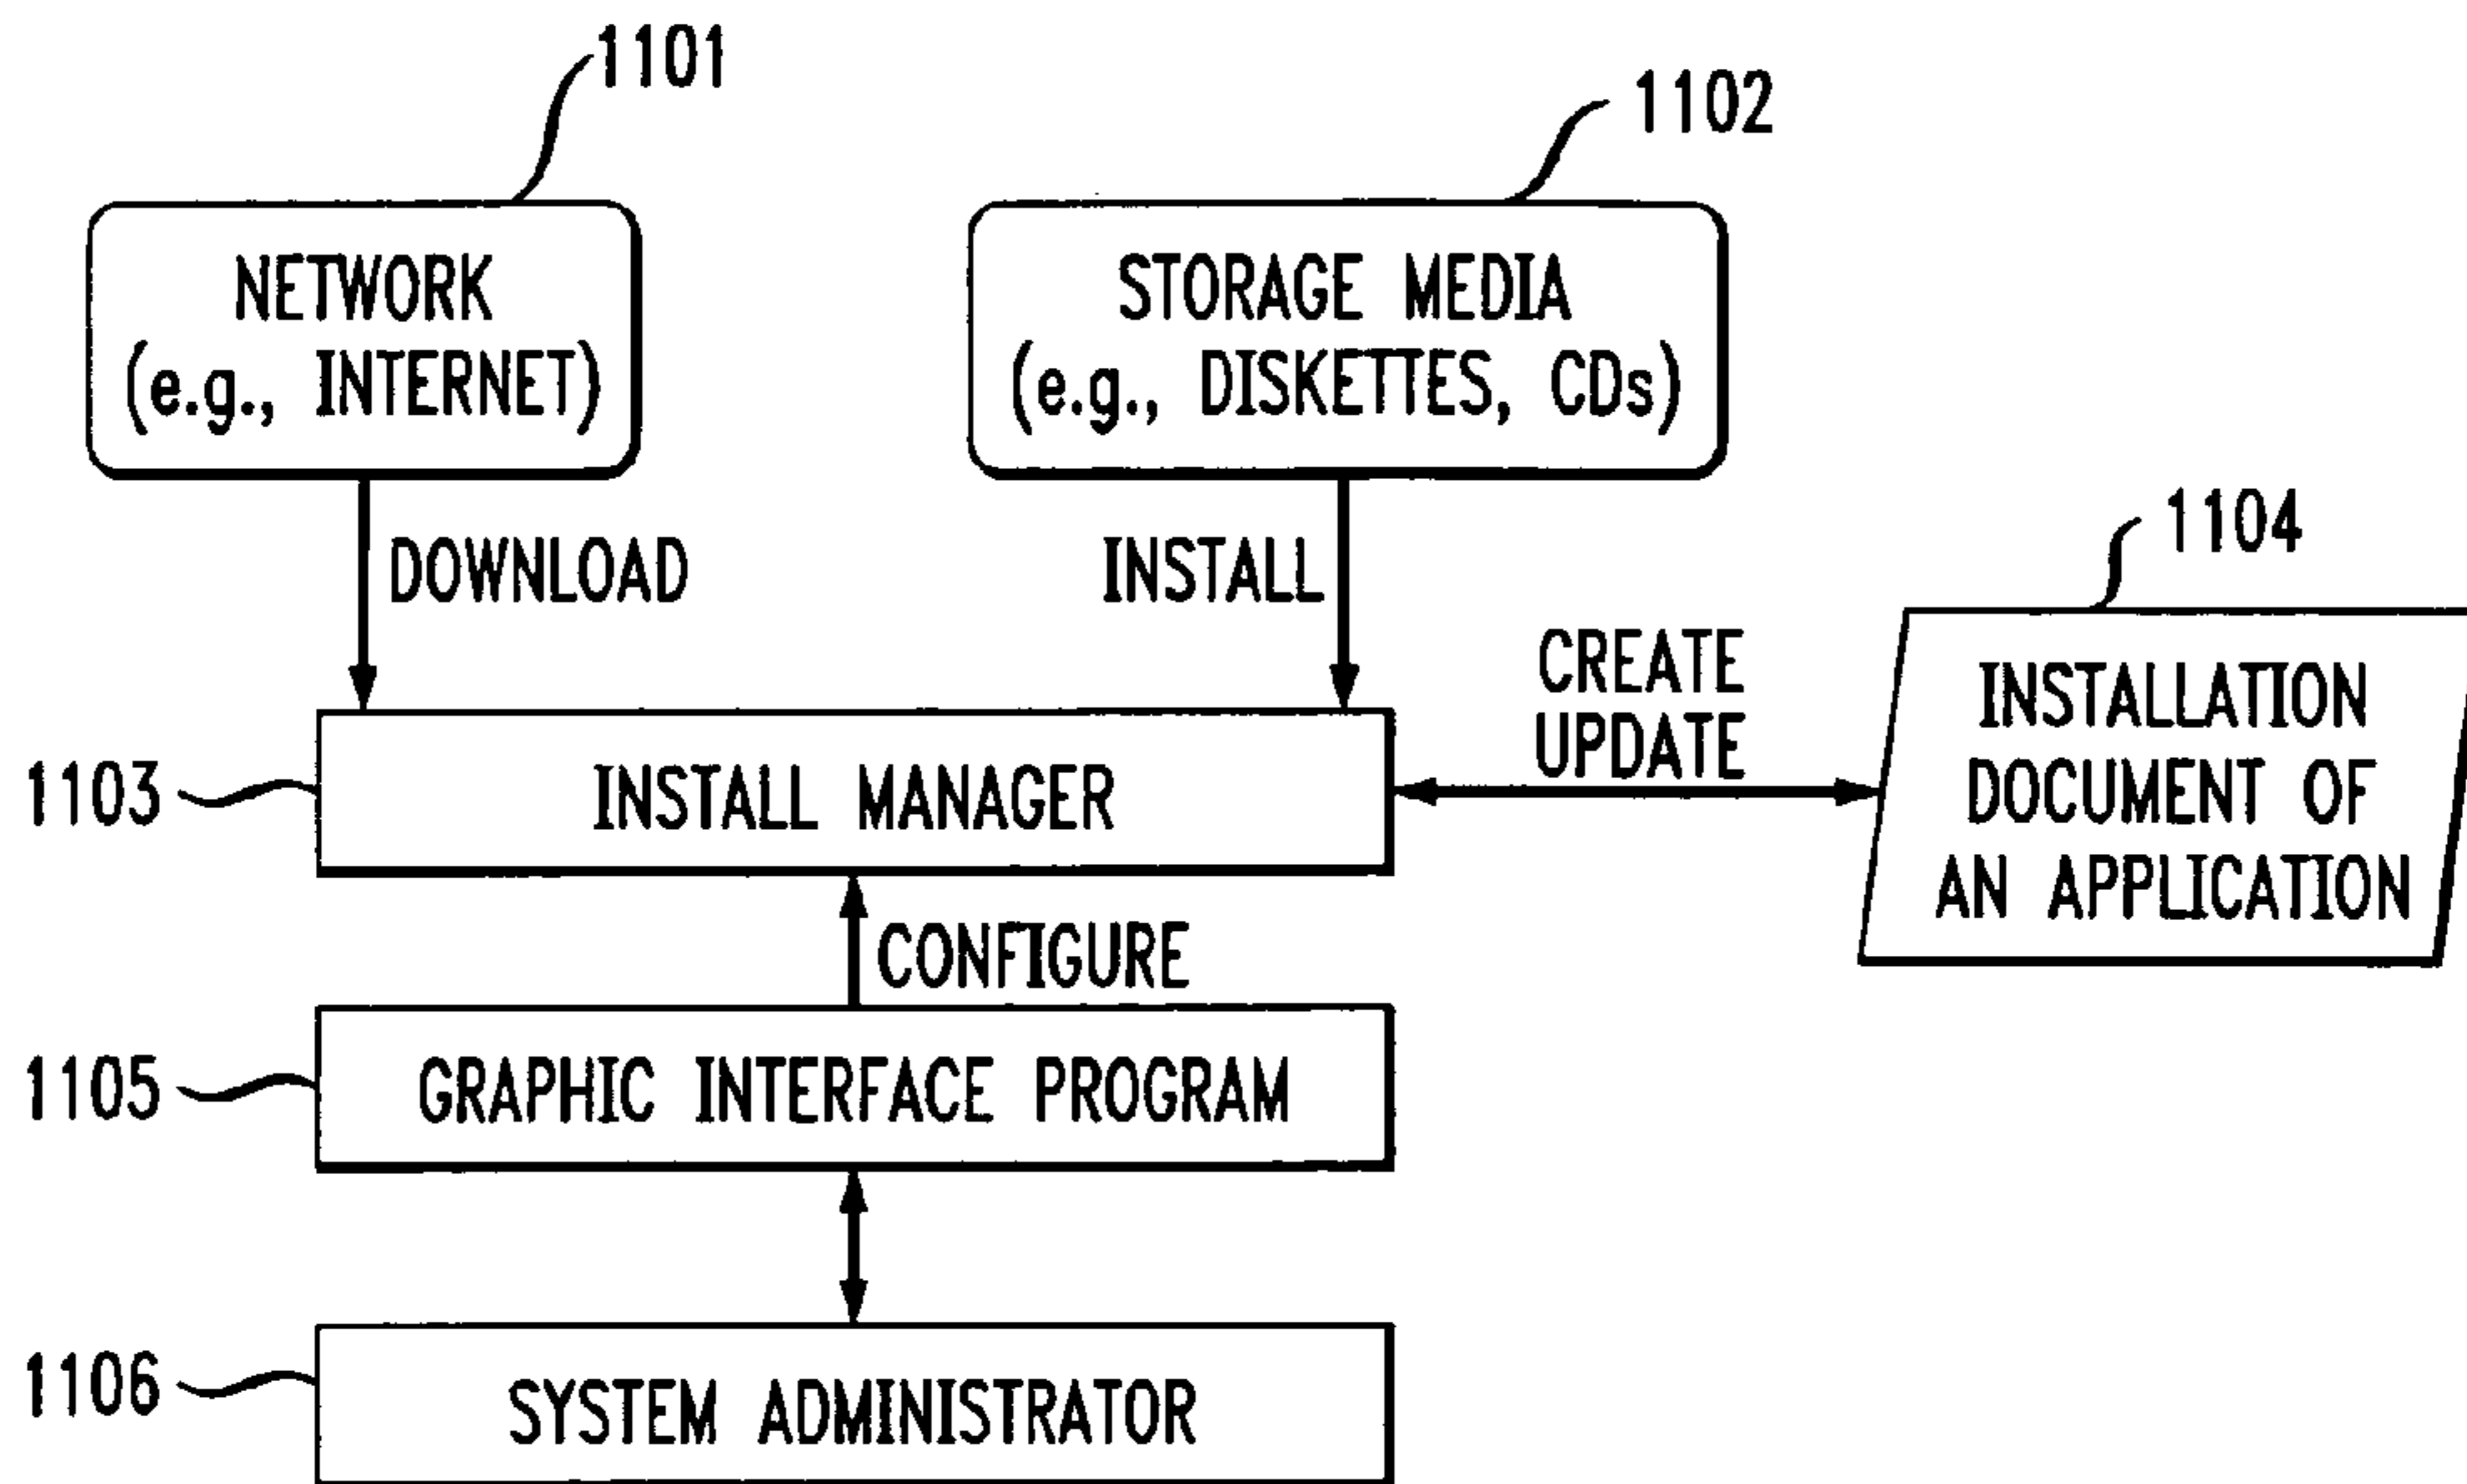 1101
1102
NETWORK
(e.g., INTERNET)
STORAGE MEDIA
(e.g., DISKETTES, CDs)
DOWNLOAD
INSTALL
1104
CREATE
UPDATE
INSTALLATION
DOCUMENT OF
AN APPLICATION
1103
INSTALL MANAGER
CONFIGURE
1105
GRAPHIC INTERFACE PROGRAM
1106
SYSTEM ADMINISTRATOR